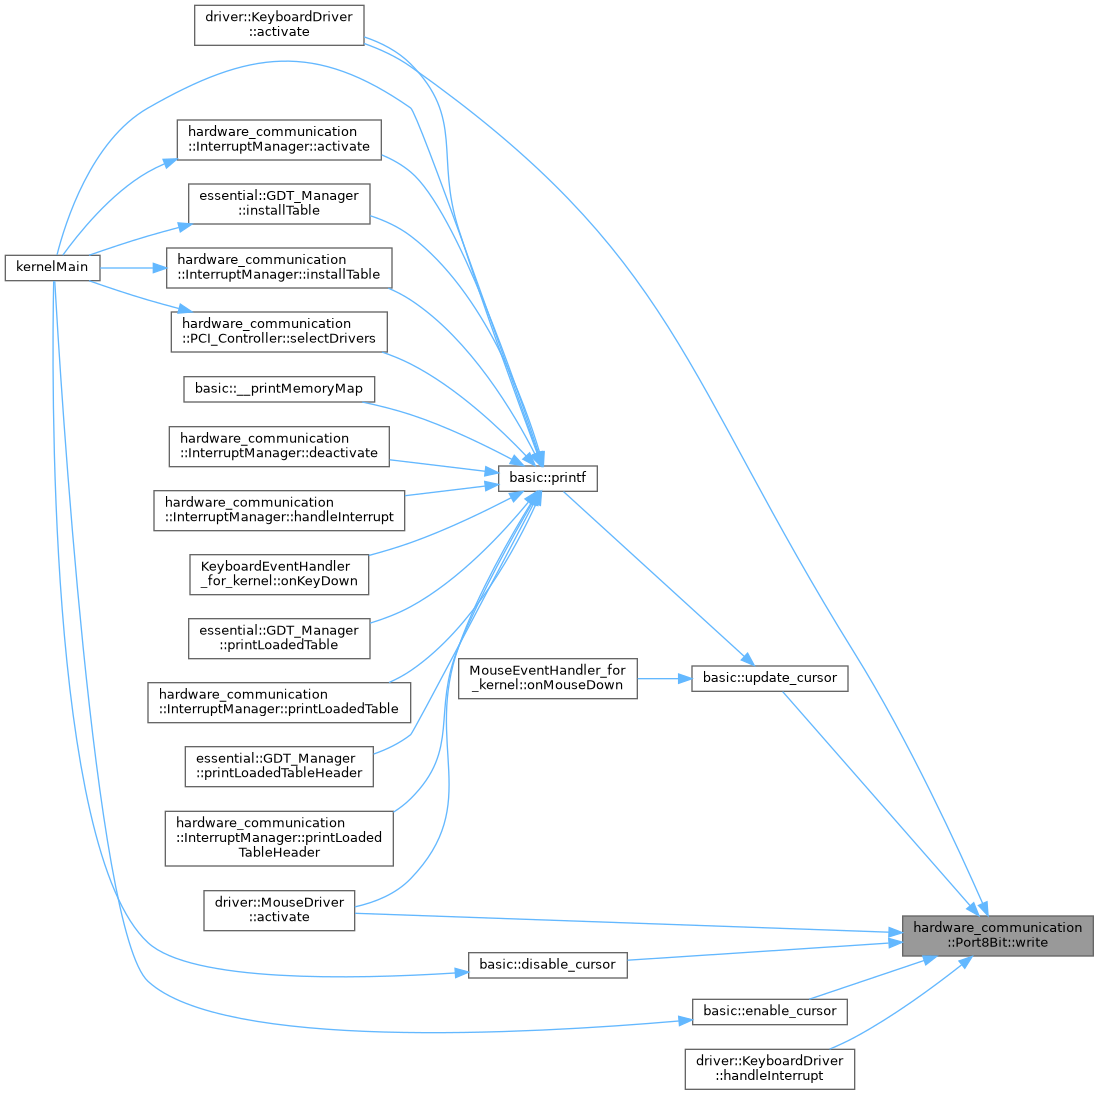 driver::KeyboardDriver
::activate
hardware_communication
::InterruptManager::activate
essential::GDT_Manager
::installTable
kernelMain
hardware_communication
::InterruptManager::installTable
hardware_communication
::PCI_Controller::selectDrivers
basic::__printMemoryMap
hardware_communication
::InterruptManager::deactivate
basic::printf
hardware_communication
::InterruptManager::handleInterrupt
KeyboardEventHandler
_for_kernel::onKeyDown
essential::GDT_Manager
::printLoadedTable
MouseEventHandler_for
_kernel::onMouseDown
basic::update_cursor
hardware_communication
::InterruptManager::printLoadedTable
essential::GDT_Manager
::printLoadedTableHeader
hardware_communication
::InterruptManager::printLoaded
TableHeader
driver::MouseDriver
::activate
hardware_communication
::Port8Bit::write
basic::disable_cursor
basic::enable_cursor
driver::KeyboardDriver
::handleInterrupt